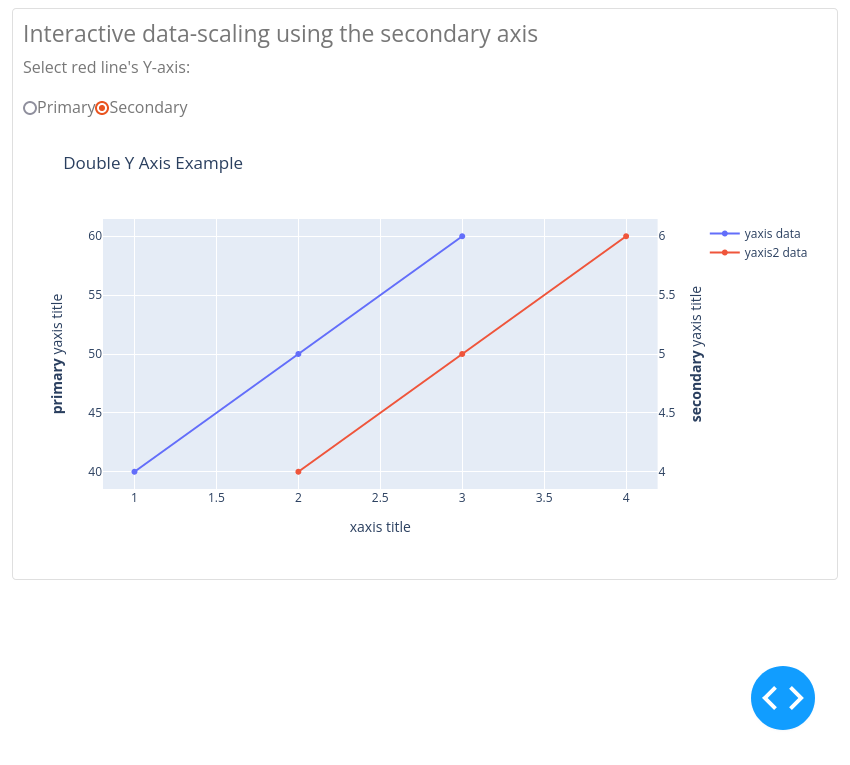 Interactive data-scaling using the secondary axis
Select red line's Y-axis:
Primary Secondary
Double Y Axis Example
primary yaxis title
60
55
50
45
40
6
5.5
5
4.5
4
secondary yaxis title
yaxis data
yaxis2 data
1 1.5 2 2.5 3 3.5 4
xaxis title